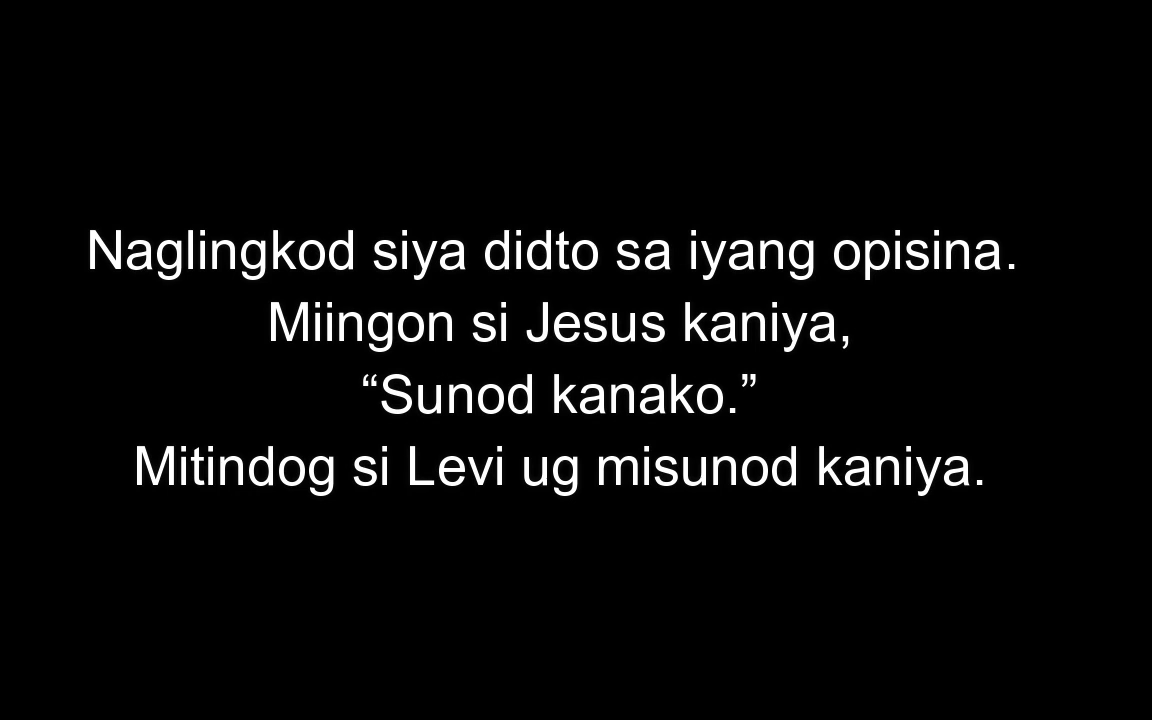 Naglingkod siya didto sa iyang opisina.
Miingon si Jesus kaniya,
“Sunod kanako.”
Mitindog si Levi ug misunod kaniya.